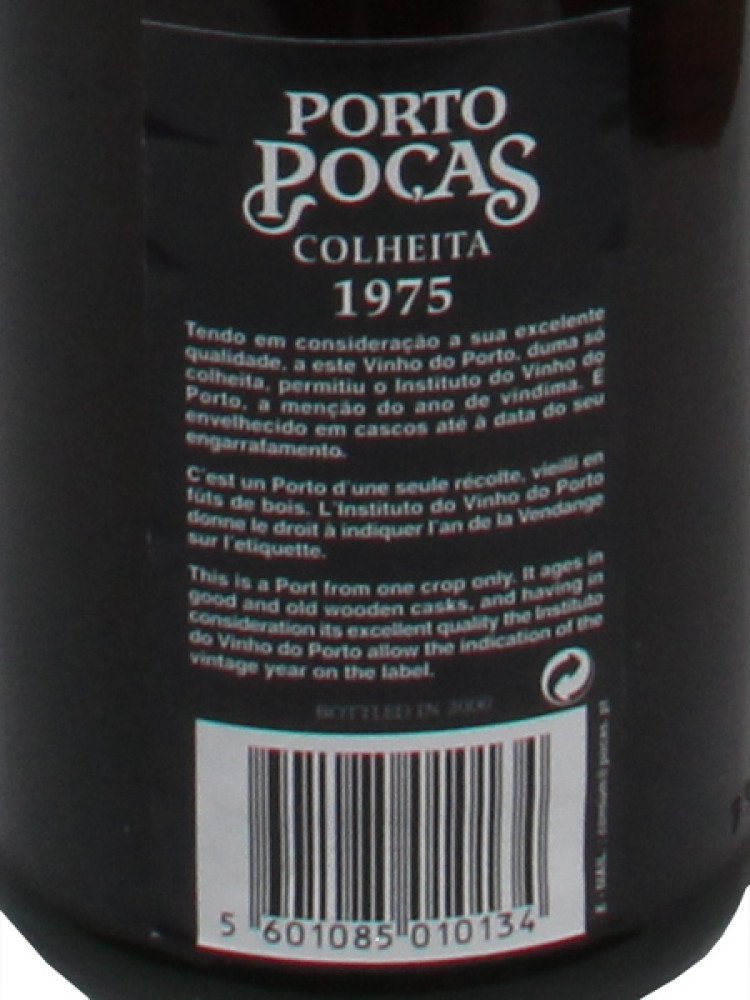 PORTO
POÇAS
COLHEITA
1975
Tendo em consideração a sua excelente
qualidade, a este Vinho do Porto, duma só
colheita, permitiu o Instituto do Vinho do
Porto, a menção do ano de vindima. E
envelhecido em cascos até à data do seu
engarrafamento.
C'est un Porto d'une seule récolte, vieilli en
fûts de bois. L'Instituto do Vinho do Porto
donne le droit à indiquer l'an de la Vendange
sur l'etiquette.
This is a Port from one crop only. It ages in
good and old wooden casks, and having in
consideration its excellent quality the Instituto
do Vinho do Porto allow the indication of the
vintage year on the label.
BOTTLED IN 2000
5 601085 010134
E-MAIL